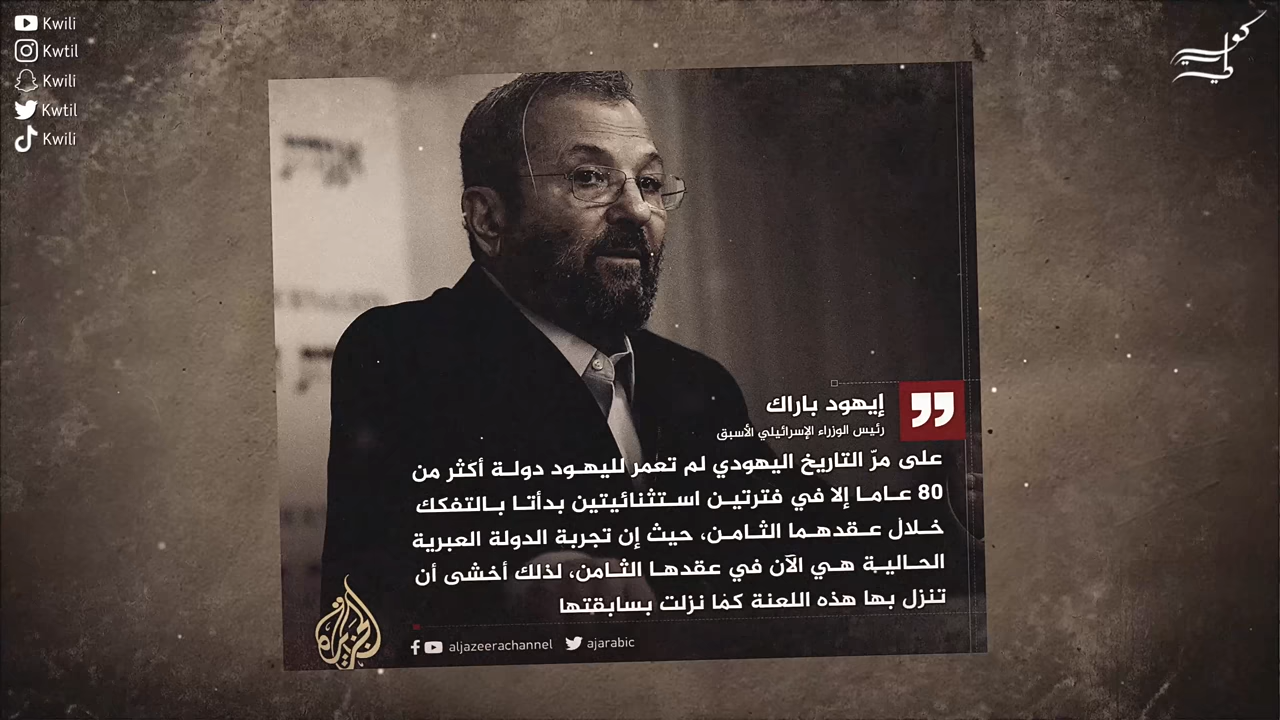 Kwili
Kwtil
Kwili
Kwtil
Kwili
إيهود باراك
رئيس الوزراء الإسرائيلي الأسبق
على مرّ التاريخ اليهودي لم تعمر لليهود دولة أكثر من
80 عاما إلا في فترتين استثنائيتين بدأتا بالتفكك
خلال عقدهما الثامن، حيث إن تجربة الدولة العبرية
الحالية هي الآن في عقدها الثامن، لذلك أخشى أن
تنزل بها هذه اللعنة كما نزلت بسابقتها
الجزيرة
aljazeerachannel ajarabic